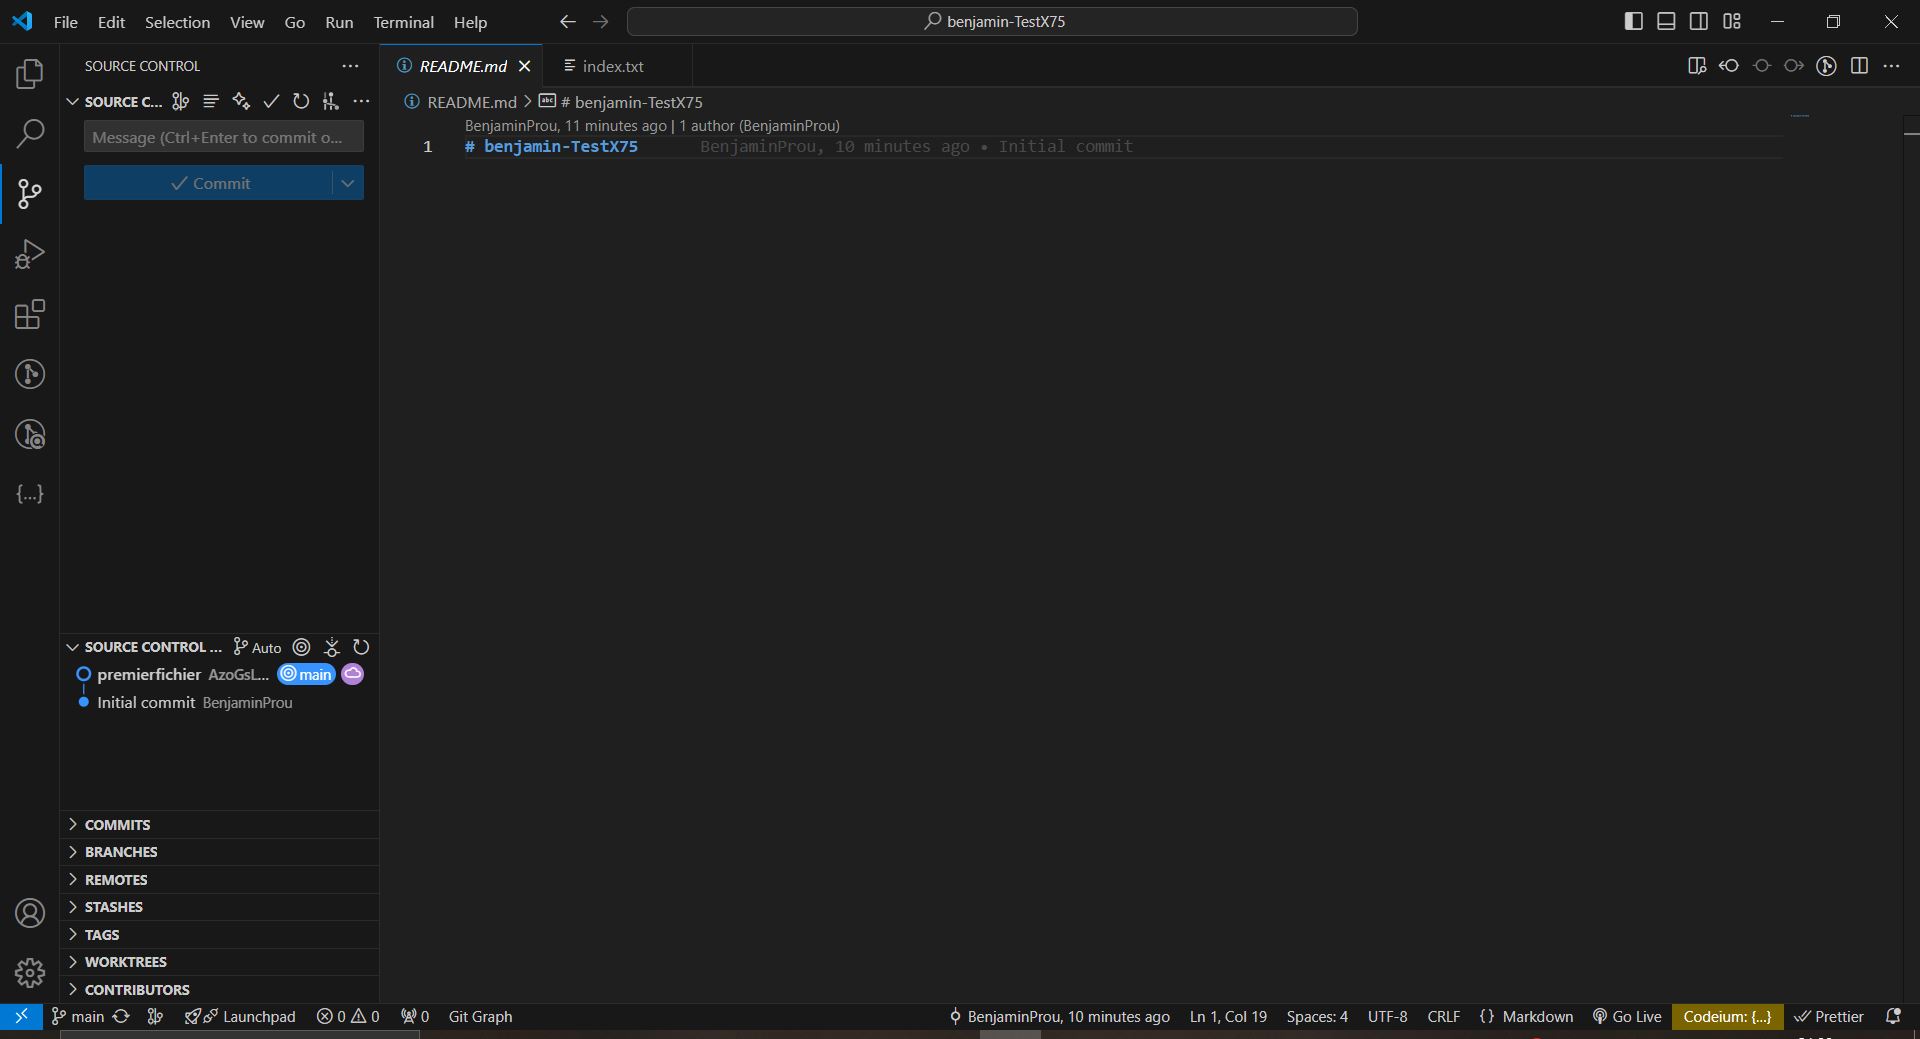 File Edit Selection View Go Run Terminal Help
benjamin-TestX75
SOURCE CONTROL
README.md
index.txt
SOURCE C...
README.md > # benjamin-TestX75
Message (Ctrl+Enter to commit o...
BenjaminProu, 11 minutes ago | 1 author (BenjaminProu)
1 # benjamin-TestX75 BenjaminProu, 10 minutes ago • Initial commit
Commit
{...}
SOURCE CONTROL ... Auto
premierfichier AzoGsL... main
Initial commit BenjaminProu
COMMITS
BRANCHES
REMOTES
STASHES
TAGS
WORKTREES
CONTRIBUTORS
main Launchpad 0 0 0 Git Graph BenjaminProu, 10 minutes ago Ln 1, Col 19 Spaces: 4 UTF-8 CRLF {} Markdown Go Live Codeium: {...} Prettier